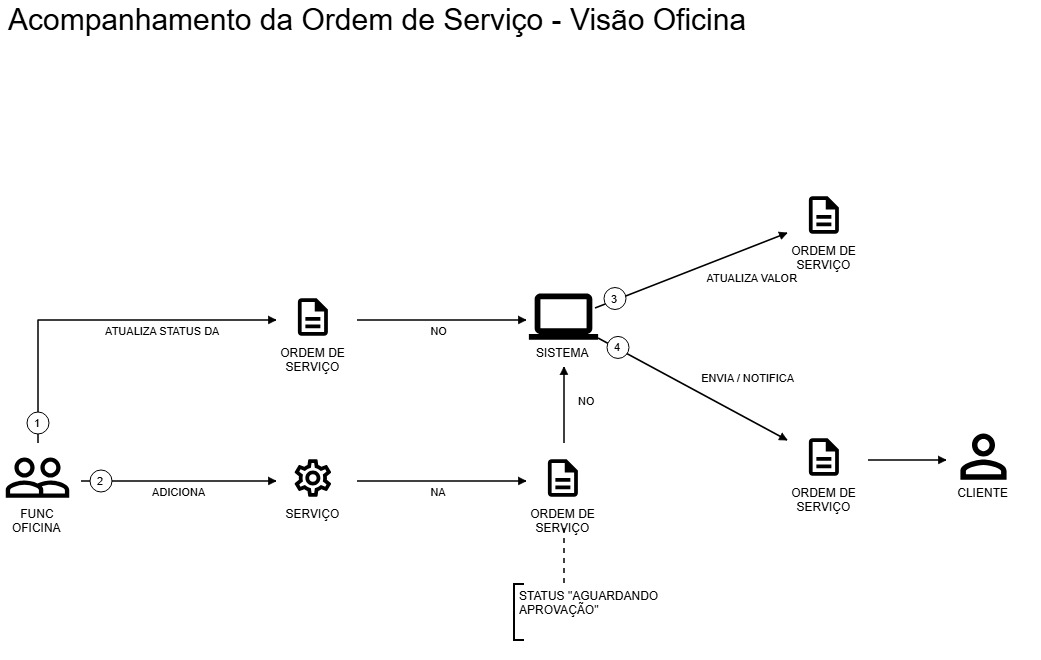 Acompanhamento da Ordem de Serviço - Visão Oficina
ORDEM DE
SERVIÇO
3
ATUALIZA VALOR
ATUALIZA STATUS DA
ORDEM DE
SERVIÇO
NO
SISTEMA
4
ENVIA / NOTIFICA
NO
1
2
ADICIONA
FUNC
OFICINA
SERVIÇO
NA
ORDEM DE
SERVIÇO
ORDEM DE
SERVIÇO
CLIENTE
STATUS "AGUARDANDO
APROVAÇÃO"